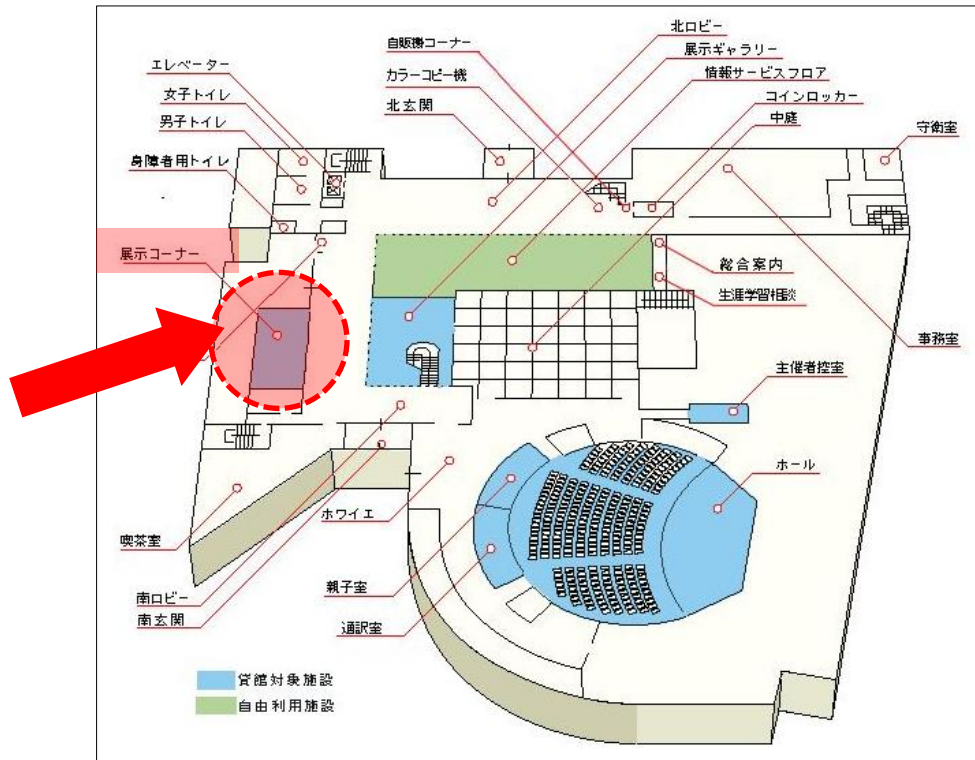 北ロビー
自販機コーナー
展示ギャラリー
エレベーター
カラーコピー機
情報サービスフロア
女子トイレ
北玄関
コインロッカー
男子トイレ
中庭
守衛室
身障者用トイレ
展示コーナー
総合案内
生涯学習相談
事務室
主催者控室
ホール
ホワイエ
喫茶室
親子室
南ロビー
南玄関
通訳室
貸館対象施設
自由利用施設